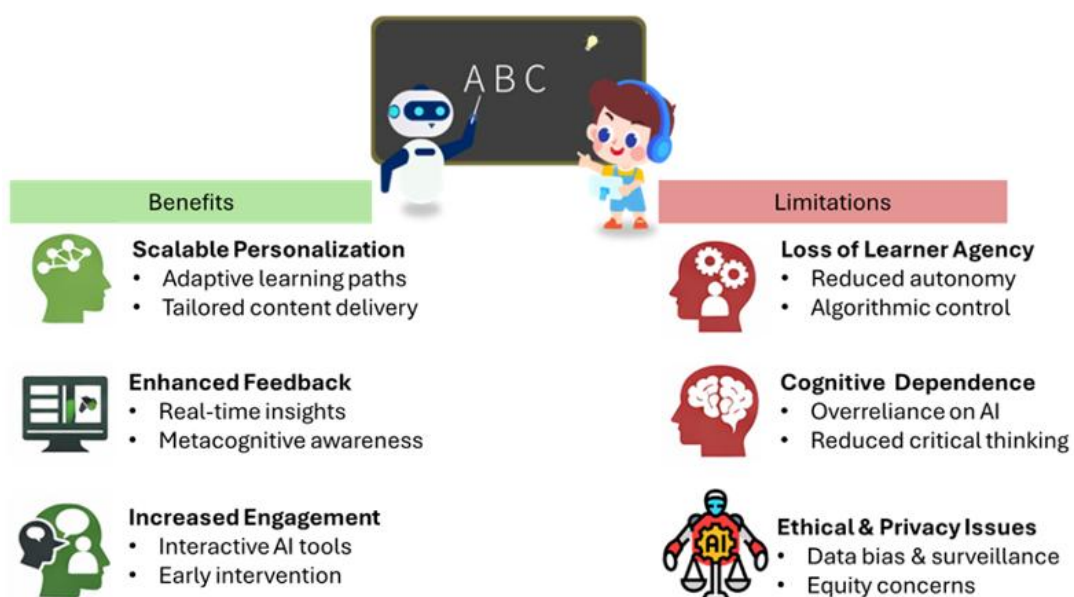 A B C
Benefits
Scalable Personalization
• Adaptive learning paths
• Tailored content delivery
Enhanced Feedback
• Real-time insights
• Metacognitive awareness
Increased Engagement
• Interactive AI tools
• Early intervention
Limitations
Loss of Learner Agency
• Reduced autonomy
• Algorithmic control
Cognitive Dependence
• Overreliance on AI
• Reduced critical thinking
AI
Ethical & Privacy Issues
• Data bias & surveillance
• Equity concerns